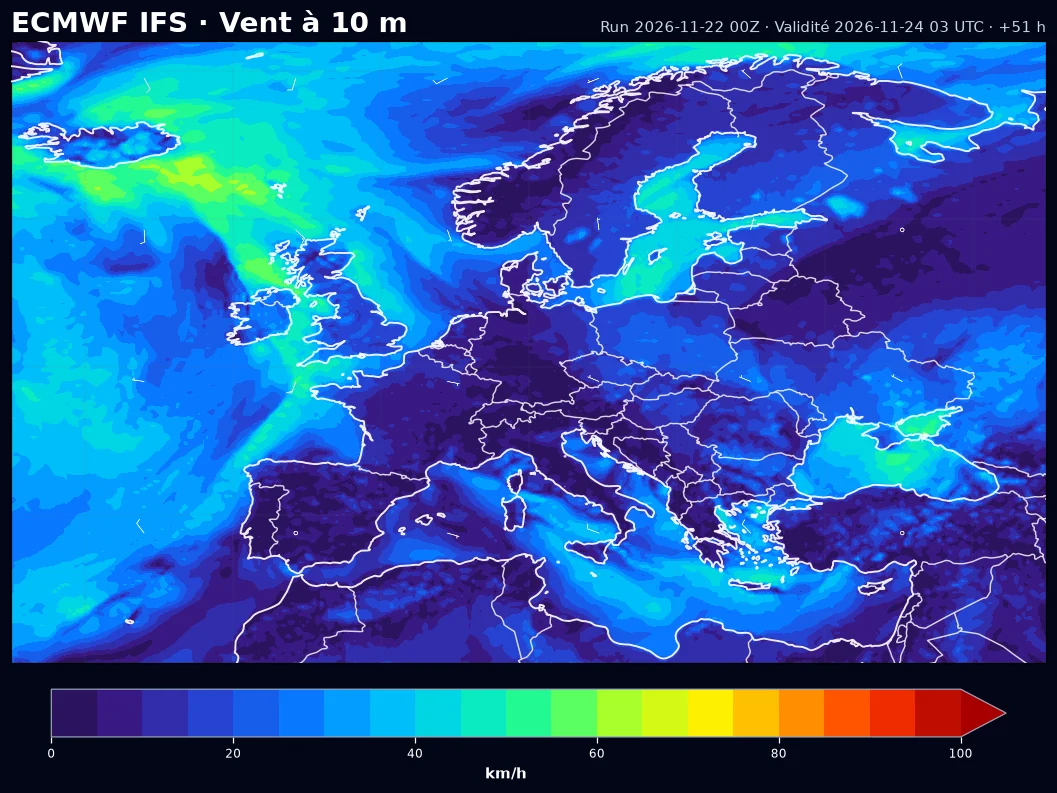 ECMWF IFS · Vent à 10 m
Run 2026-11-22 00Z · Validité 2026-11-24 03 UTC · +51 h
0 20 40 60 80 100
km/h